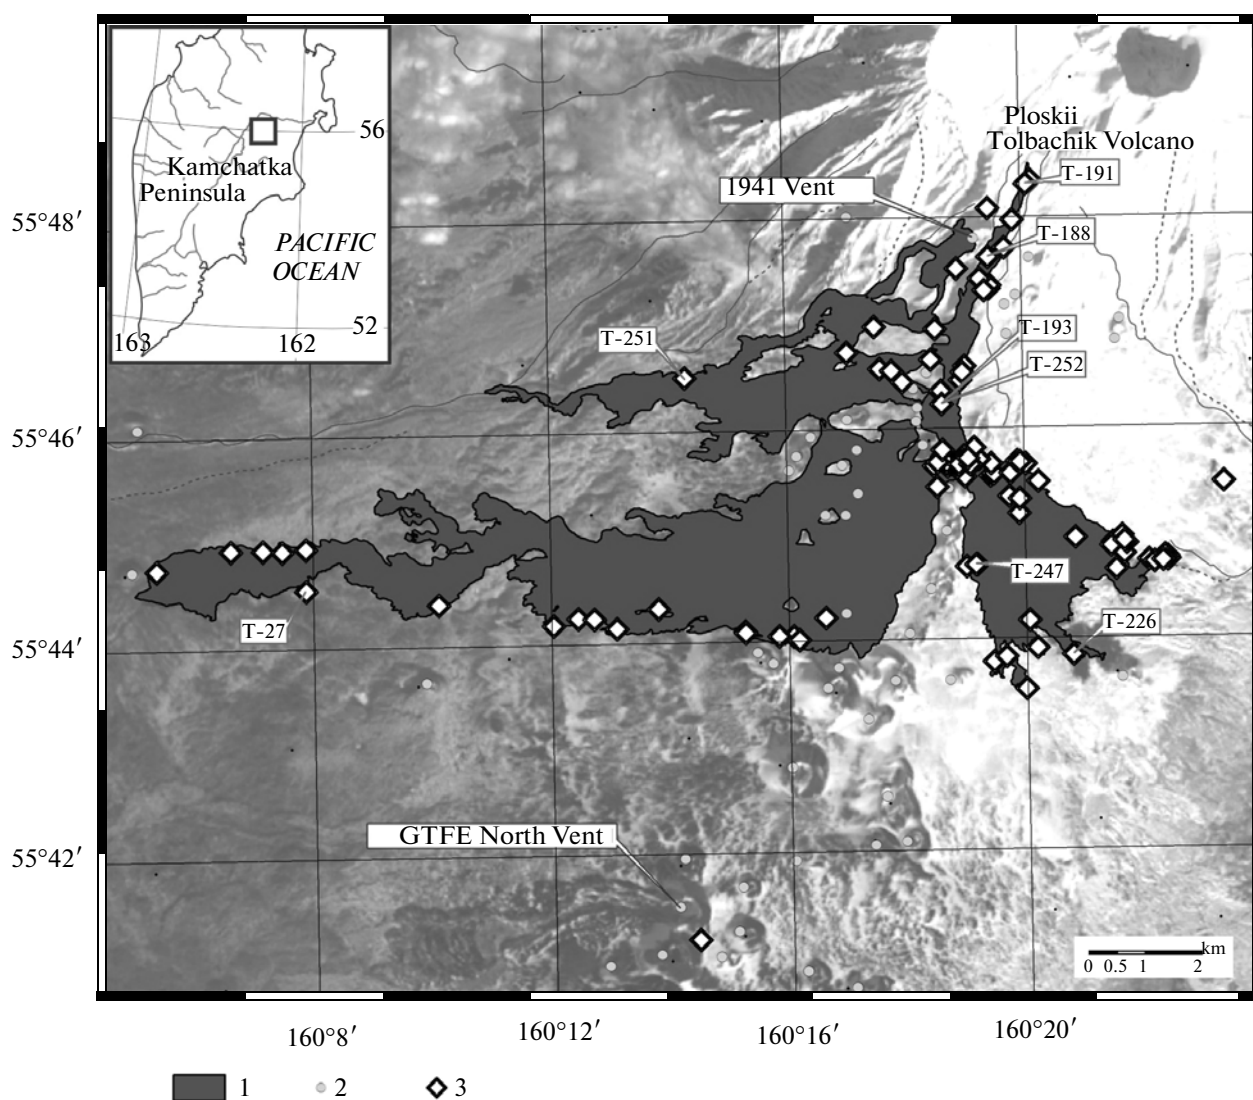 Kamchatka
Peninsula
PACIFIC
OCEAN
56
52
163
162
Ploskii
Tolbachik Volcano
T-191
1941 Vent
T-188
T-193
T-251
T-252
T-247
T-27
T-226
GTFE North Vent
km
0 0.5 1 2
55°48′
55°46′
55°44′
55°42′
160°8′ 160°12′ 160°16′ 160°20′
1 2 3